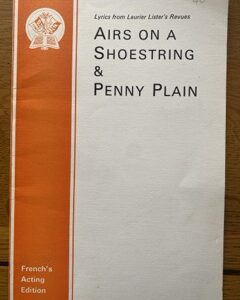 Lyrics from Laurier Lister's Revues
AIRS ON A
SHOESTRING
&
PENNY PLAIN
French's
Acting
Edition